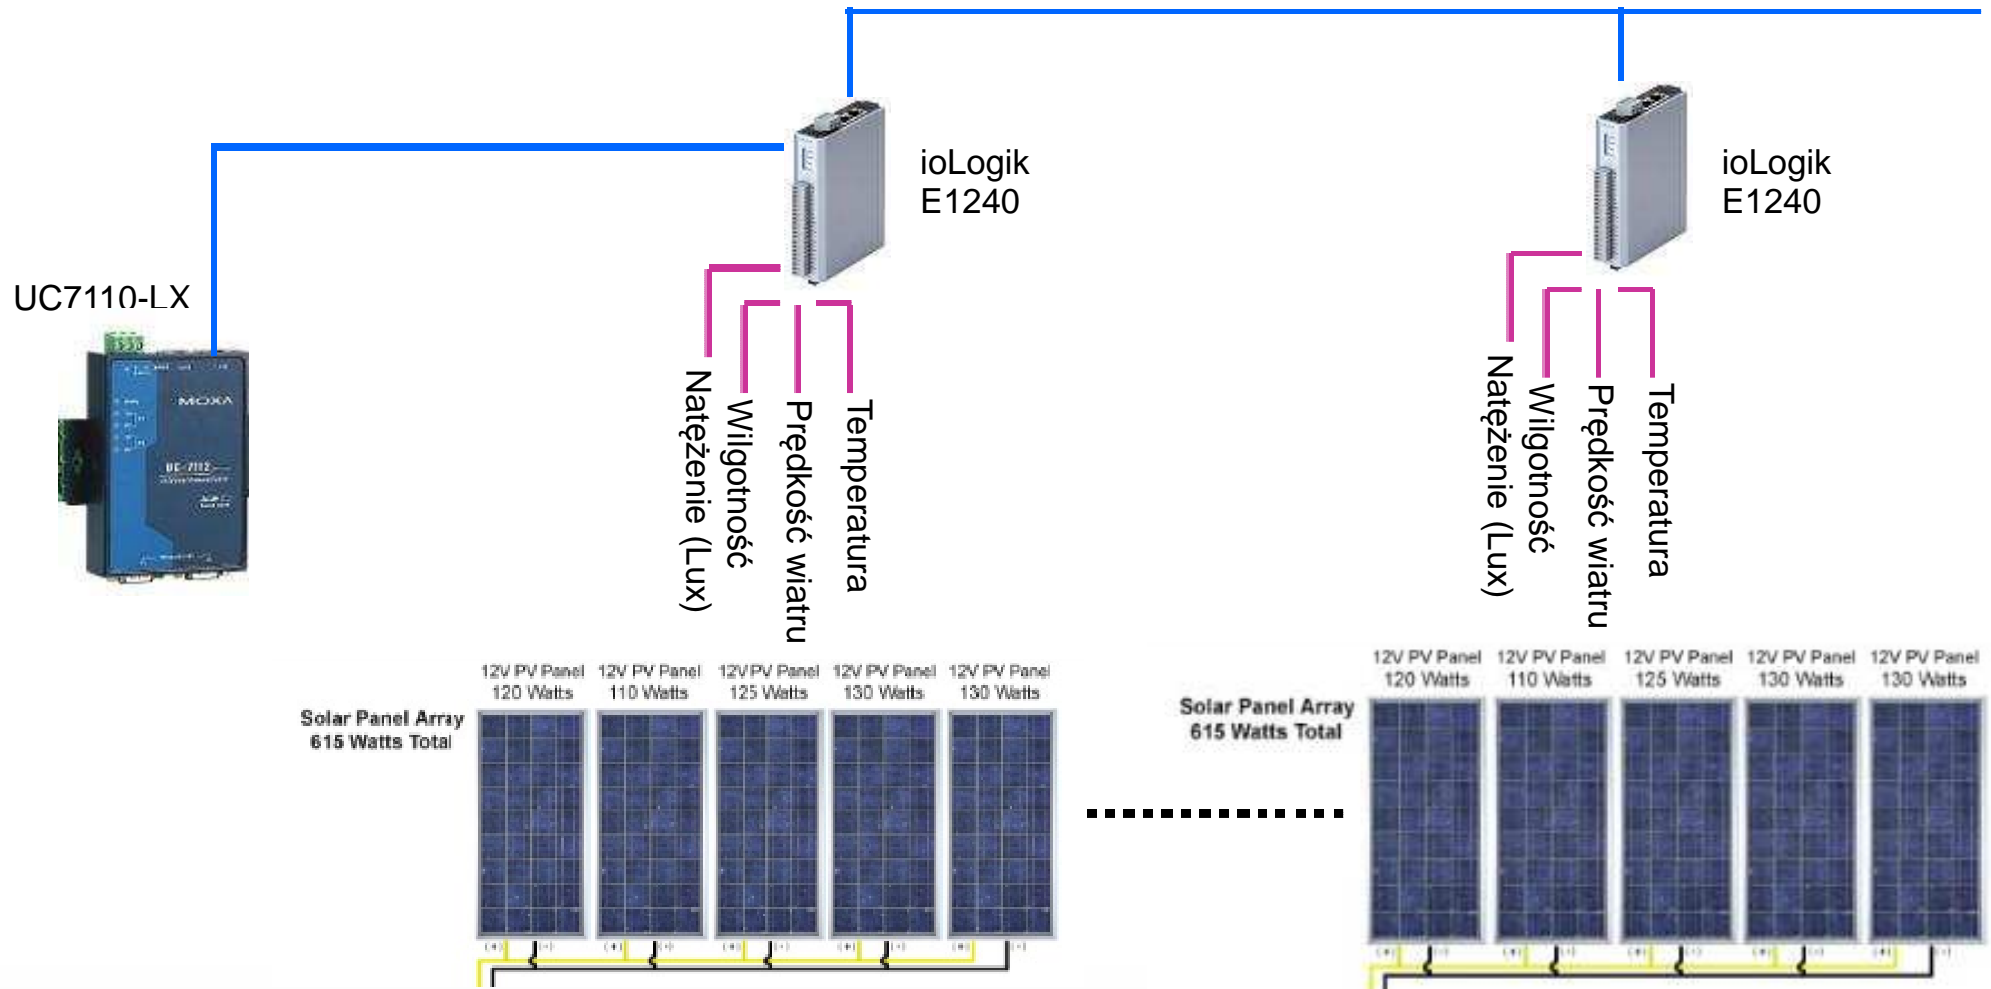 ioLogik
E1240
ioLogik
E1240
UC7110-LX
MOXA
UC-7112
Natężenie (Lux)
Wilgotność
Prędkość wiatru
Temperatura
Natężenie (Lux)
Wilgotność
Prędkość wiatru
Temperatura
12V PV Panel
120 Watts
12V PV Panel
110 Watts
12V PV Panel
125 Watts
12V PV Panel
130 Watts
12V PV Panel
130 Watts
Solar Panel Array
615 Watts Total
12V PV Panel
120 Watts
12V PV Panel
110 Watts
12V PV Panel
125 Watts
12V PV Panel
130 Watts
12V PV Panel
130 Watts
Solar Panel Array
615 Watts Total